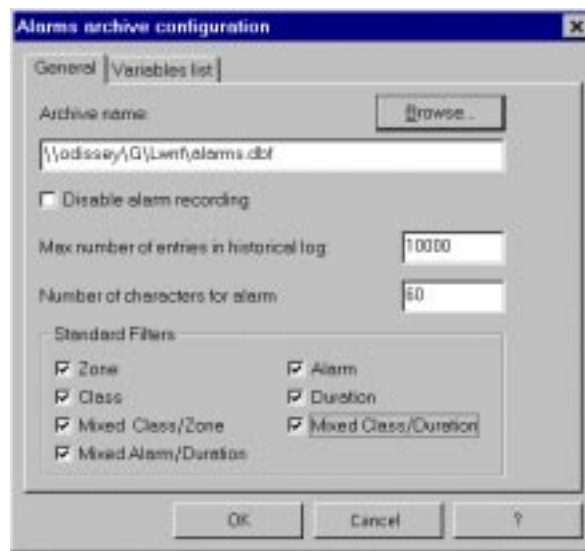 Alarms archive configuration
General
Variables list
Archive name:
Browse...
\\odissey\G\Lwnf\alarms.dbf
Disable alarm recording
Max number of entries in historical log:
10000
Number of characters for alarm
60
Standard Filters
Zone
Alarm
Class
Duration
Mixed Class/Zone
Mixed Class/Duration
Mixed Alarm/Duration
OK
Cancel
?